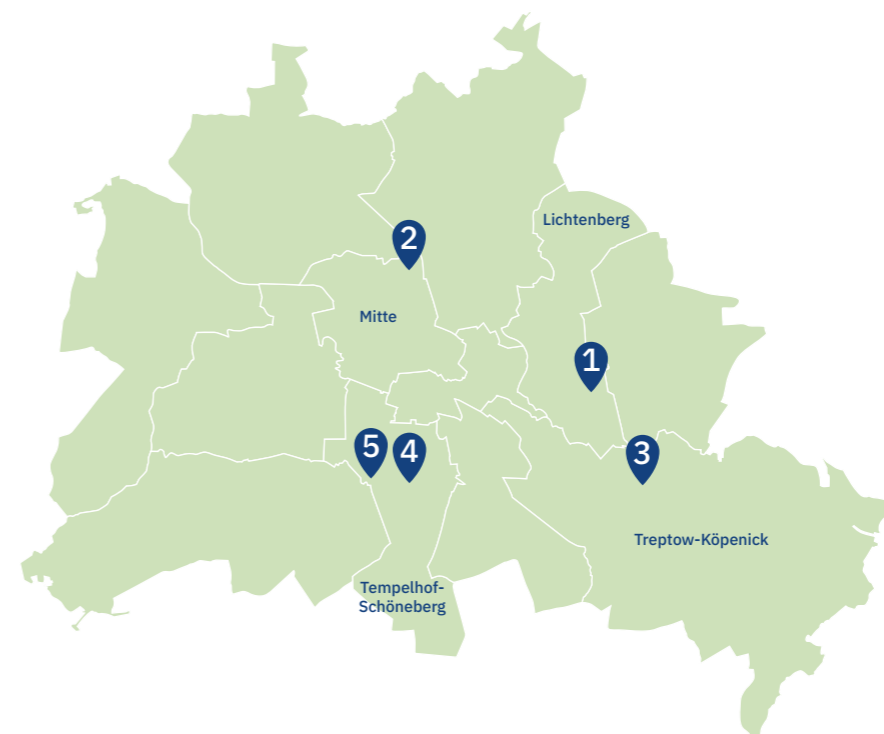 Lichtenberg
2
Mitte
1
5
4
3
Treptow-Köpenick
Tempelhof-
Schöneberg